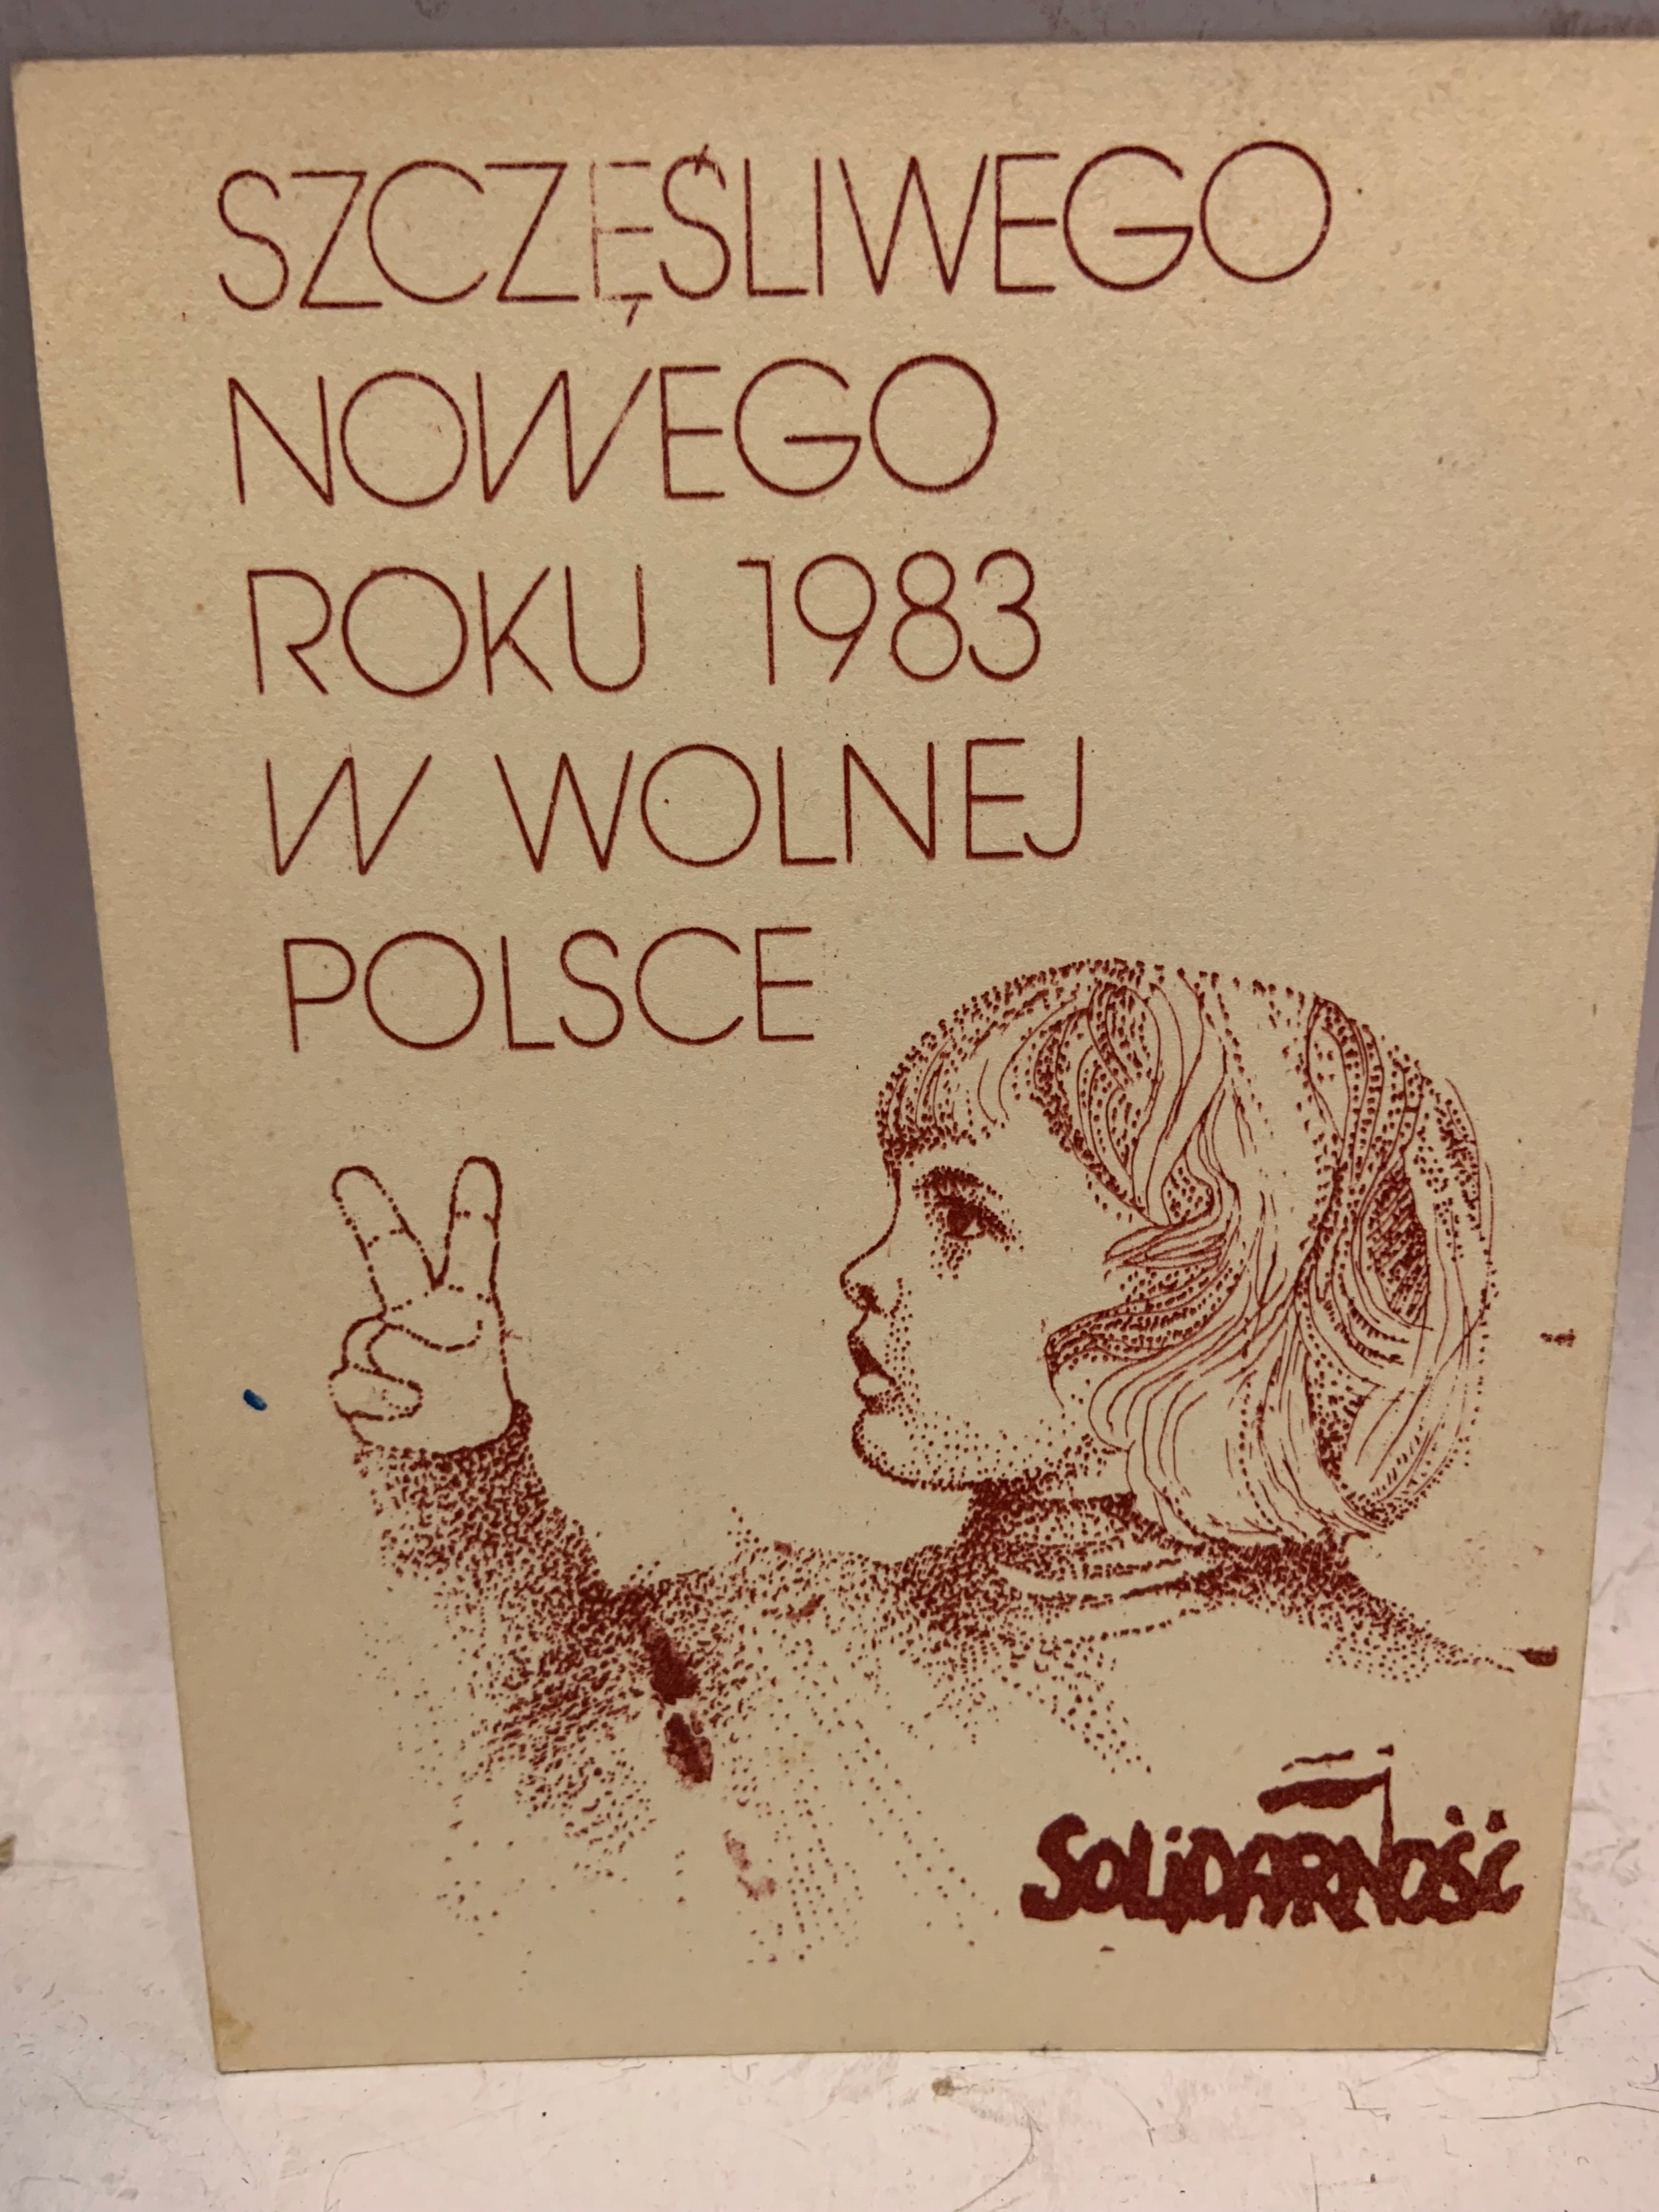 SZCZĘŚLIWEGO
NOWEGO
ROKU 1983
W WOLNEJ
POLSCE
SOLiDARNOŚĆ